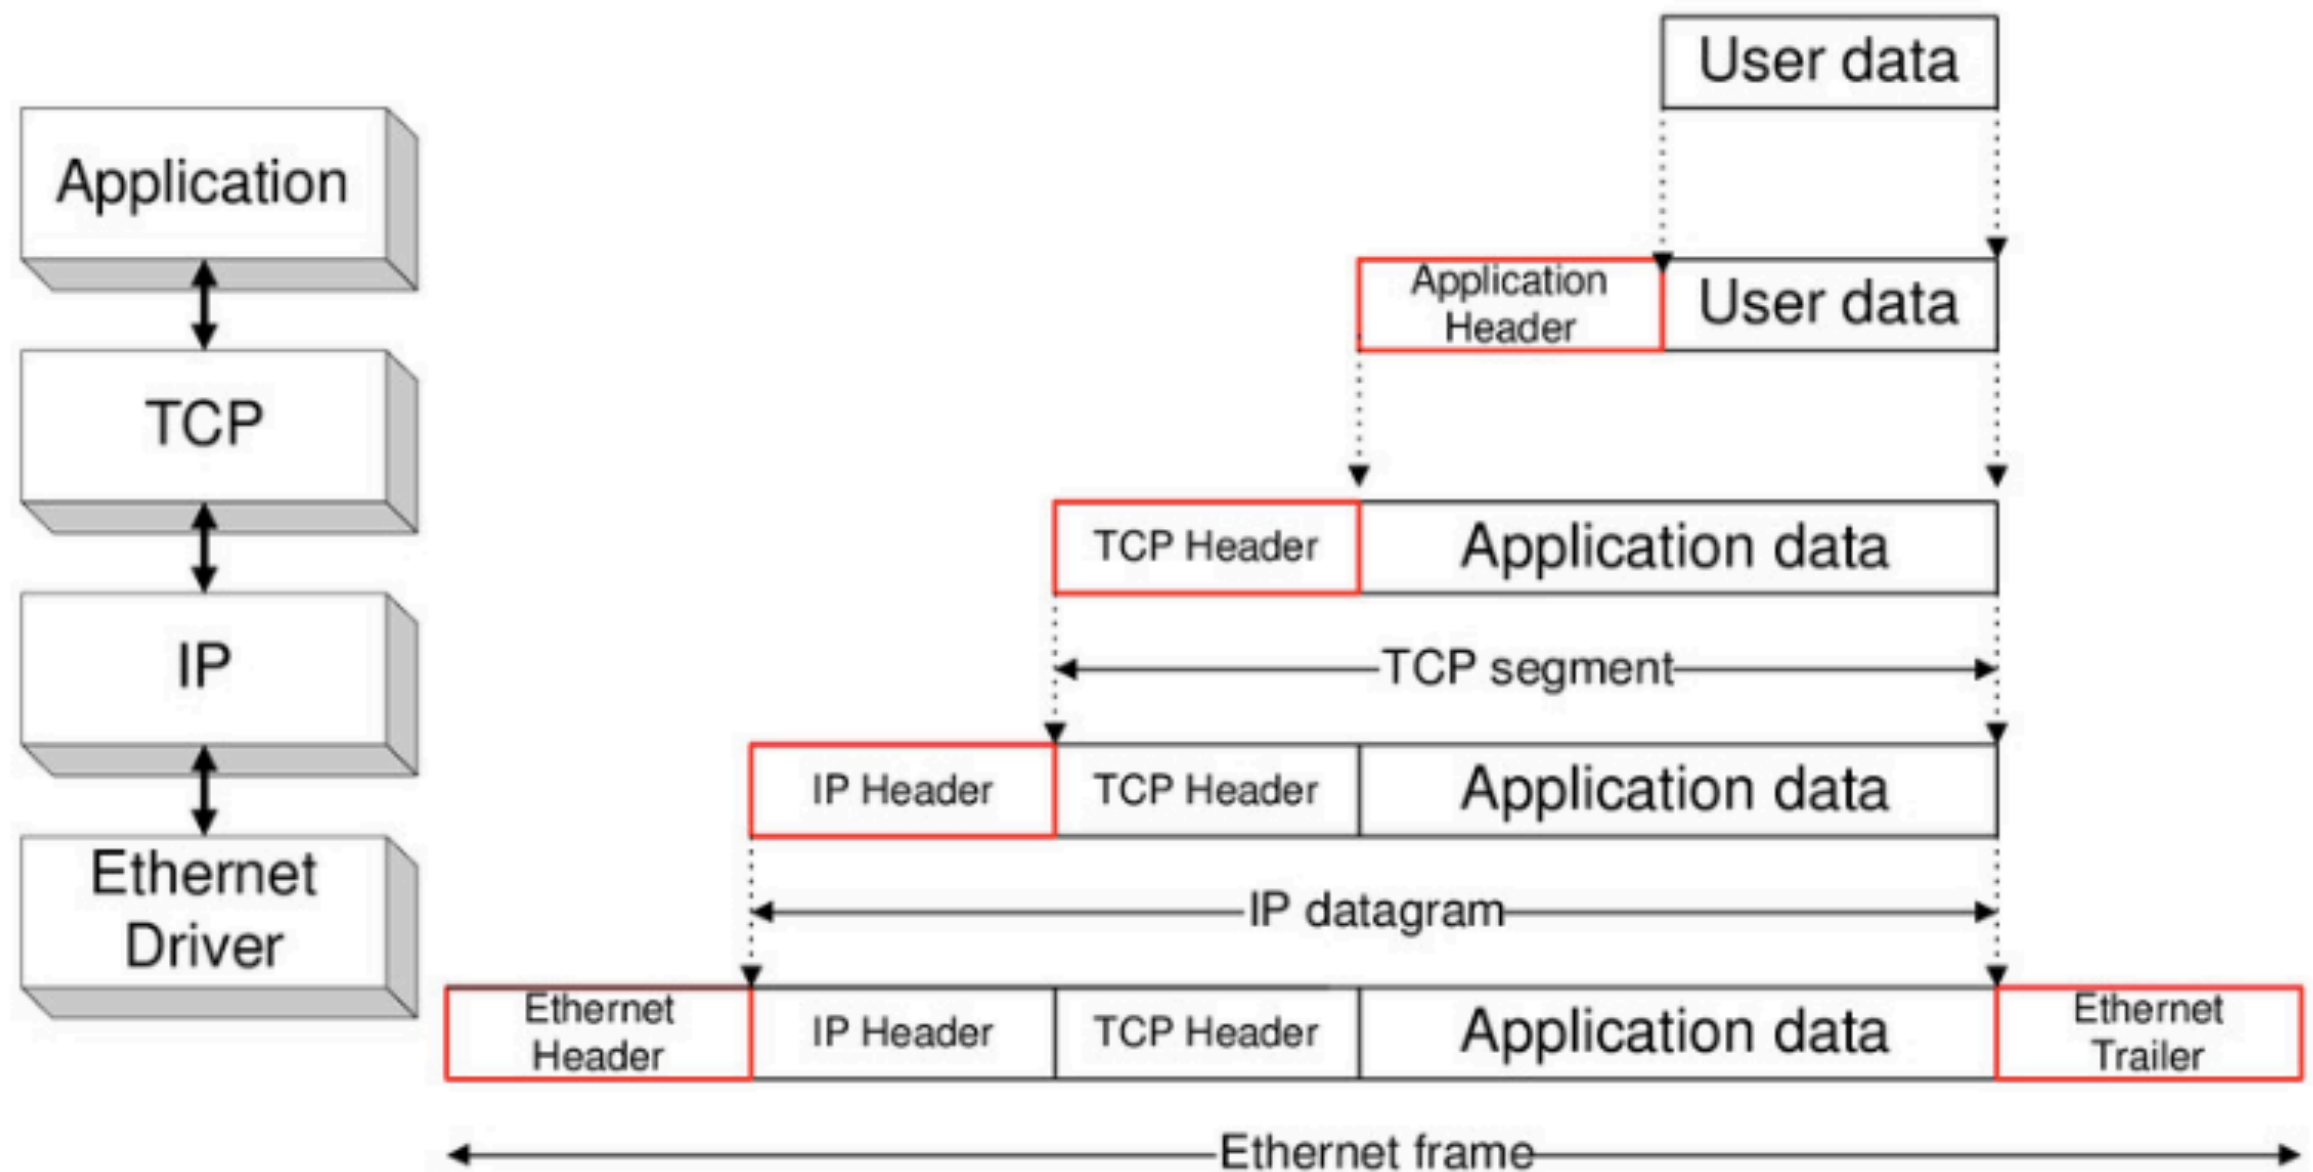 User data
Application
Application
Header
User data
TCP
TCP Header
Application data
IP
TCP segment
IP Header
TCP Header
Application data
Ethernet
Driver
IP datagram
Ethernet
Header
IP Header
TCP Header
Application data
Ethernet
Trailer
Ethernet frame